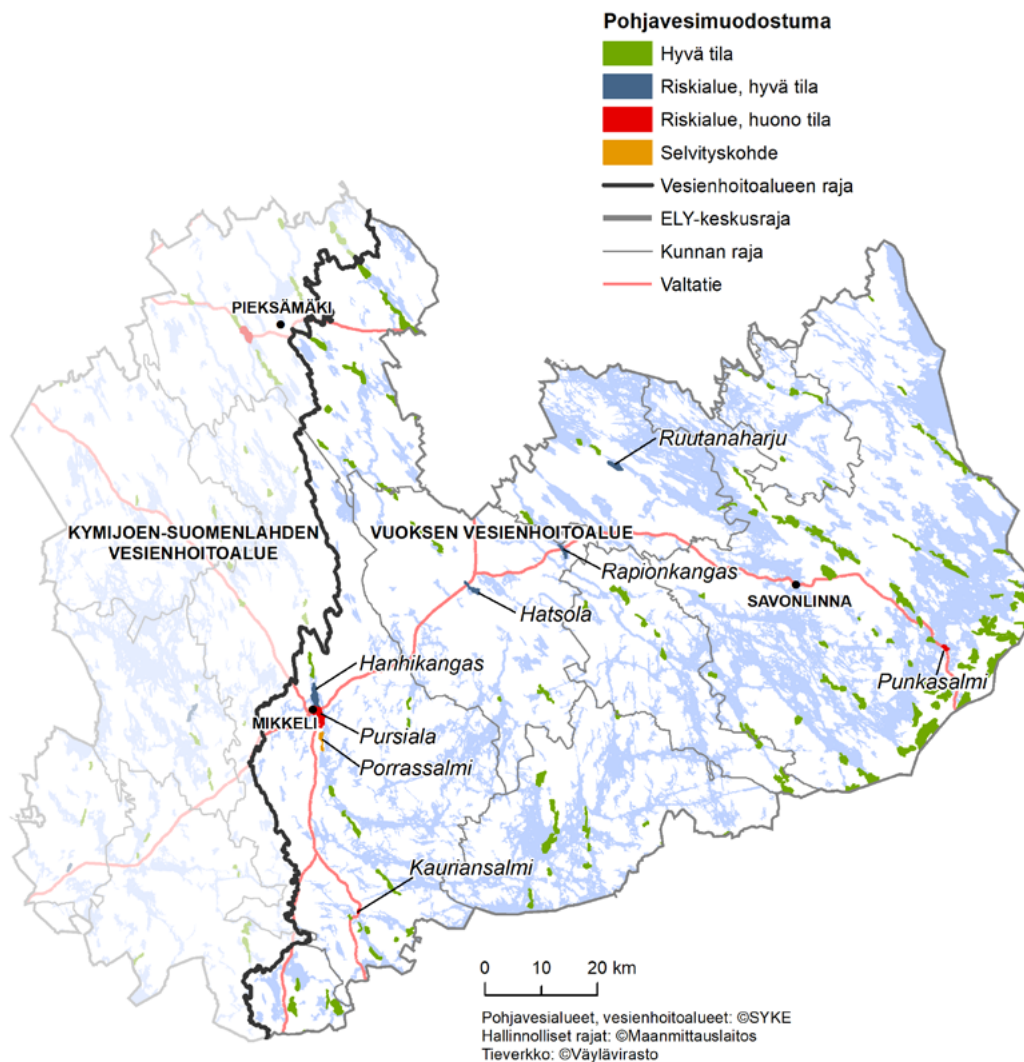 Pohjavesimuodostuma
Hyvä tila
Riskialue, hyvä tila
Riskialue, huono tila
Selvityskohde
Vesienhoitoalueen raja
ELY-keskusraja
Kunnan raja
Valtatie
PIEKSÄMÄKI
Ruutanaharju
KYMIJOEN-SUOMENLAHDEN
VESIENHOITOALUE
VUOKSEN VESIENHOITOALUE
Rapionkangas
Hatsola
SAVONLINNA
Hanhikangas
Punkasalmi
MIKKELI
Pursiala
Porrassalmi
Kauriansalmi
0 10 20 km
Pohjavesialueet, vesienhoitoalueet: ©SYKE
Hallinnolliset rajat: ©Maanmittauslaitos
Tieverkko: ©Väylävirasto